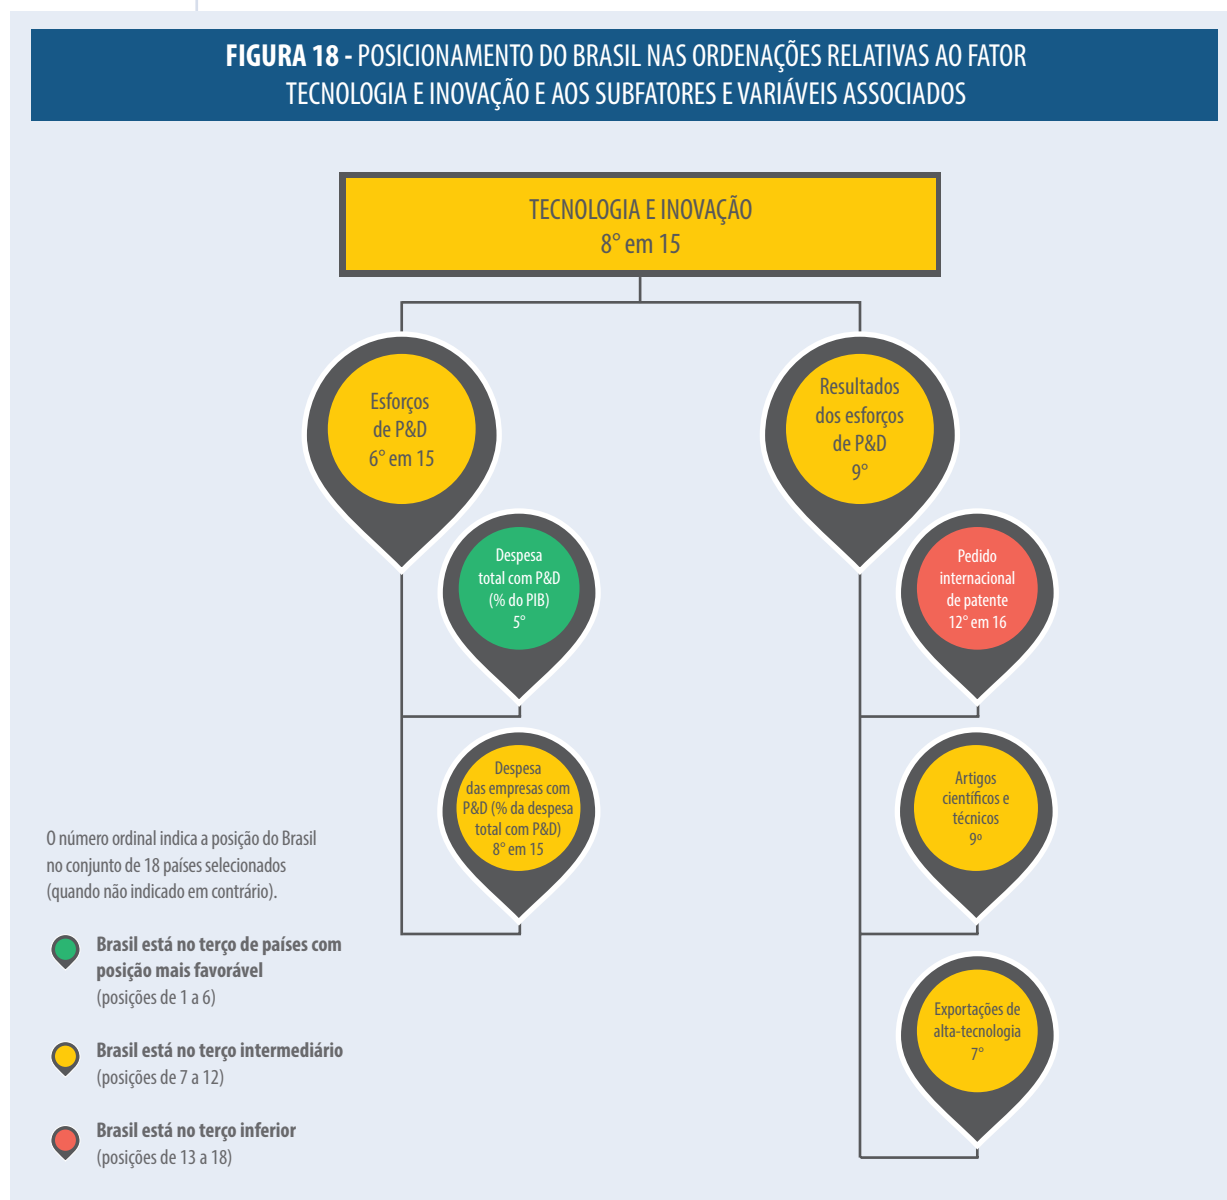 FIGURA 18 - POSICIONAMENTO DO BRASIL NAS ORDENAÇÕES RELATIVAS AO FATOR
TECNOLOGIA E INOVAÇÃO E AOS SUBFATORES E VARIÁVEIS ASSOCIADOS
TECNOLOGIA E INOVAÇÃO
8° em 15
Esforços
de P&D
6° em 15
Resultados
dos esforços
de P&D
9°
Despesa
total com P&D
(% do PIB)
5°
Pedido
internacional
de patente
12° em 16
Despesa
das empresas com
P&D (% da despesa
total com P&D)
8° em 15
Artigos
científicos e
técnicos
9º
Exportações de
alta-tecnologia
7°
O número ordinal indica a posição do Brasil
no conjunto de 18 países selecionados
(quando não indicado em contrário).
Brasil está no terço de países com
posição mais favorável
(posições de 1 a 6)
Brasil está no terço intermediário
(posições de 7 a 12)
Brasil está no terço inferior
(posições de 13 a 18)